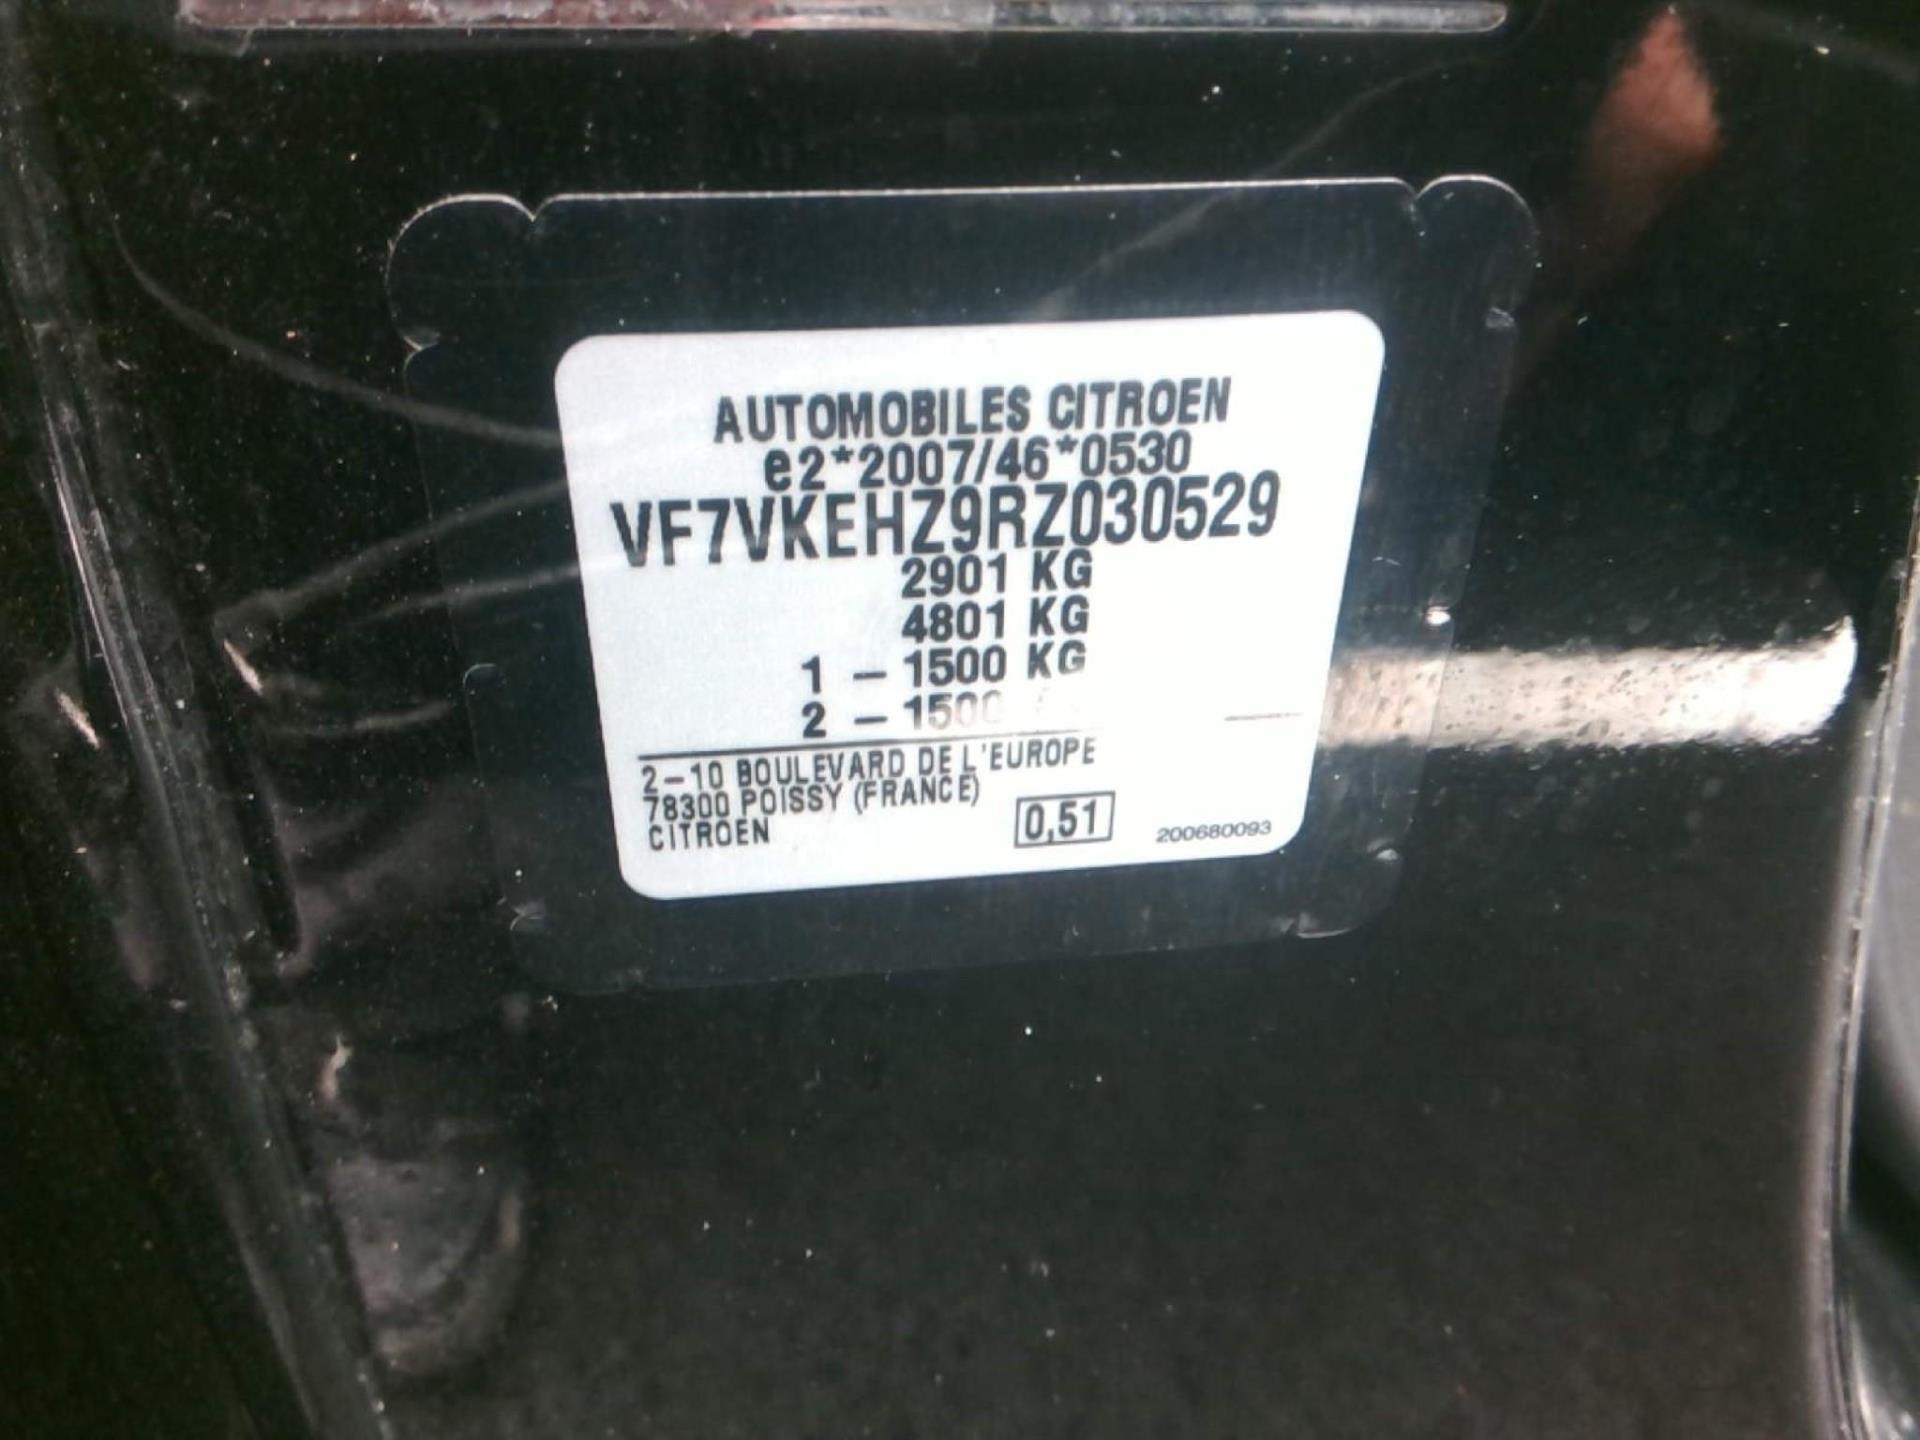 AUTOMOBILES CITROEN
e2*2007/46*0530
VF7VKEHZ9RZ030529
2901 KG
4801 KG
1 – 1500 KG
2 – 1500
2–10 BOULEVARD DE L'EUROPE
78300 POISSY (FRANCE)
CITROEN
0,51
200680093